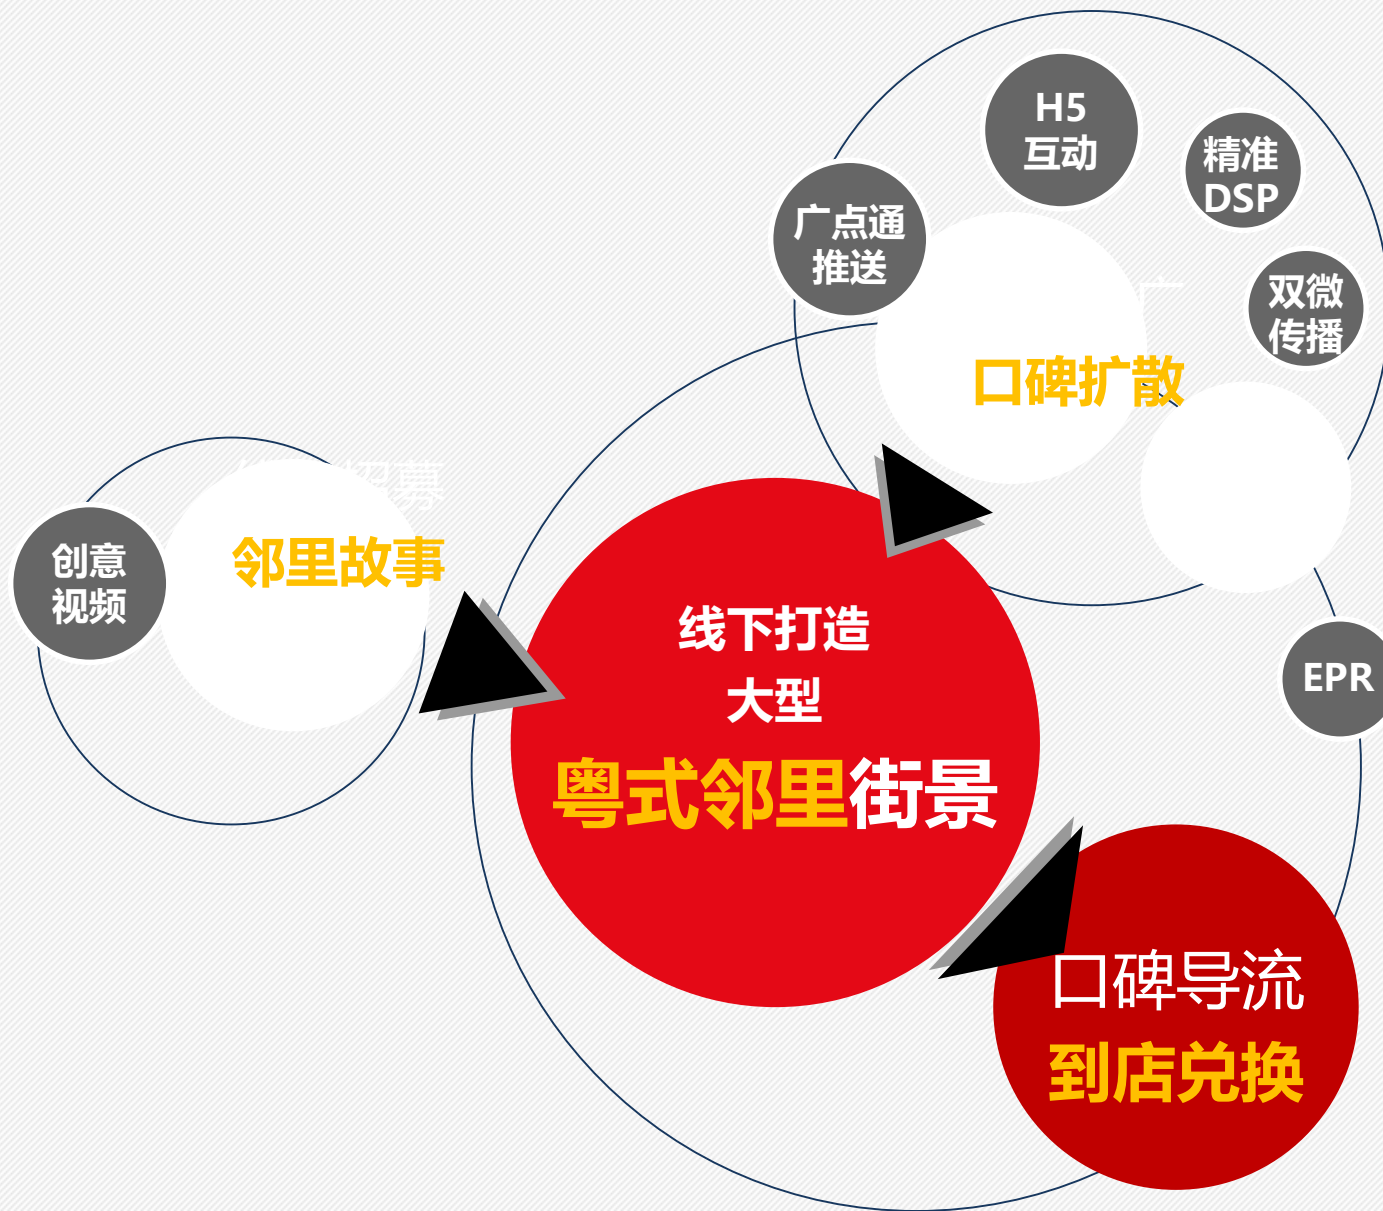 创意
视频
招募
邻里故事
线下打造
大型
粤式邻里街景
广点通
推送
H5
互动
精准
DSP
双微
传播
口碑扩散
EPR
口碑导流
到店兑换